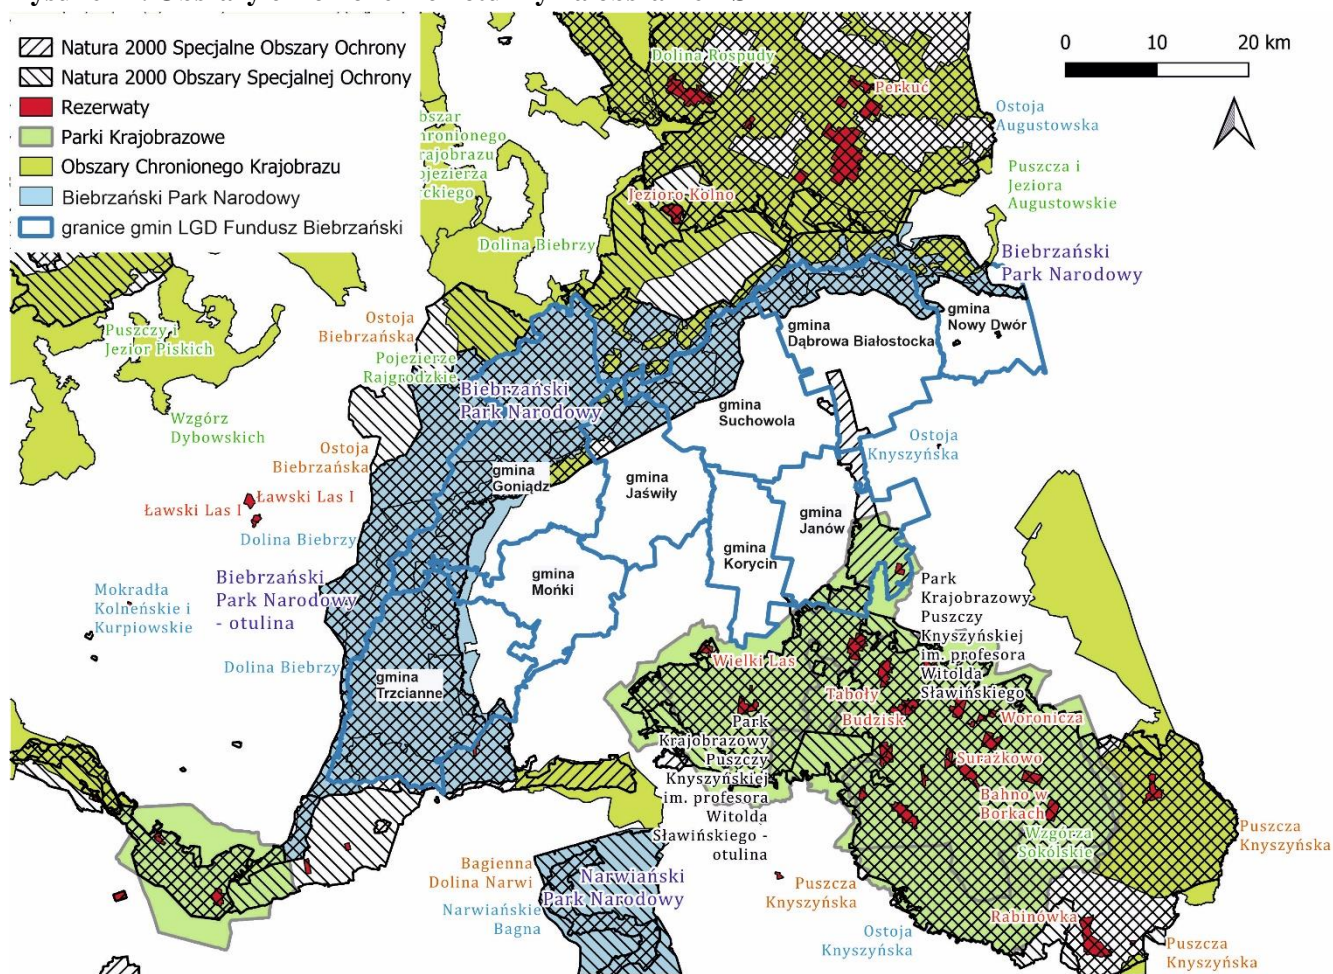 Natura 2000 Specjalne Obszary Ochrony
Natura 2000 Obszary Specjalnej Ochrony
Rezerwaty
Parki Krajobrazowe
Obszary Chronionego Krajobrazu
Biebrzański Park Narodowy
granice gmin LGD Fundusz Biebrzański
0 10 20 km
Dolina Rospudy
Perkuć
Ostoja
Augustowska
Puszcza i
Jeziora
Augustowskie
Jezioro Kolno
Dolina Biebrzy
Biebrzański
Park Narodowy
gmina
Nowy Dwór
gmina
Dąbrowa Białostocka
Ostoja
Biebrzańska
Pojezierze
Rajgrodzkie
Puszczy i
Jezior Piskich
Biebrzański
Park Narodowy
gmina
Suchowola
Wzgórz
Dybowskich
Ostoja
Knyszyńska
Ostoja
Biebrzańska
gmina
Goniądz
gmina
Jaświły
Ławski Las I
Ławski Las I
gmina
Janów
Dolina Biebrzy
gmina
Korycin
Biebrzański
Park Narodowy
- otulina
gmina
Mońki
Mokradła
Kolneńskie i
Kurpiowskie
Park
Krajobrazowy
Puszczy
Knyszyńskiej
im. profesora
Witolda
Sławińskiego
Dolina Biebrzy
gmina
Trzcianne
Wielki Las
Taboły
Budzisk
Woronicza
Park
Krajobrazowy
Puszczy
Knyszyńskiej
im. profesora
Witolda
Sławińskiego -
otulina
Surażkowo
Bahno w
Borkach
Wzgórza
Sokólskie
Puszcza
Knyszyńska
Bagienna
Dolina Narwi
Narwiański
Park Narodowy
Narwiańskie
Bagna
Puszcza
Knyszyńska
Ostoja
Knyszyńska
Rabinówka
Puszcza
Knyszyńska